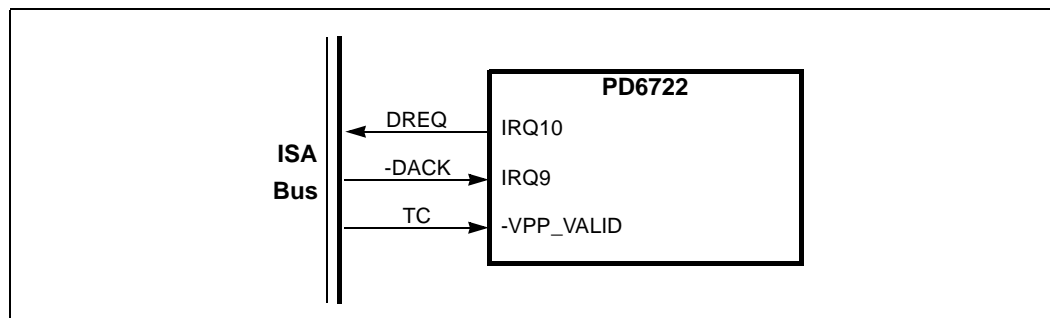 PD6722
DREQ
IRQ10
ISA
Bus
-DACK
IRQ9
TC
-VPP_VALID